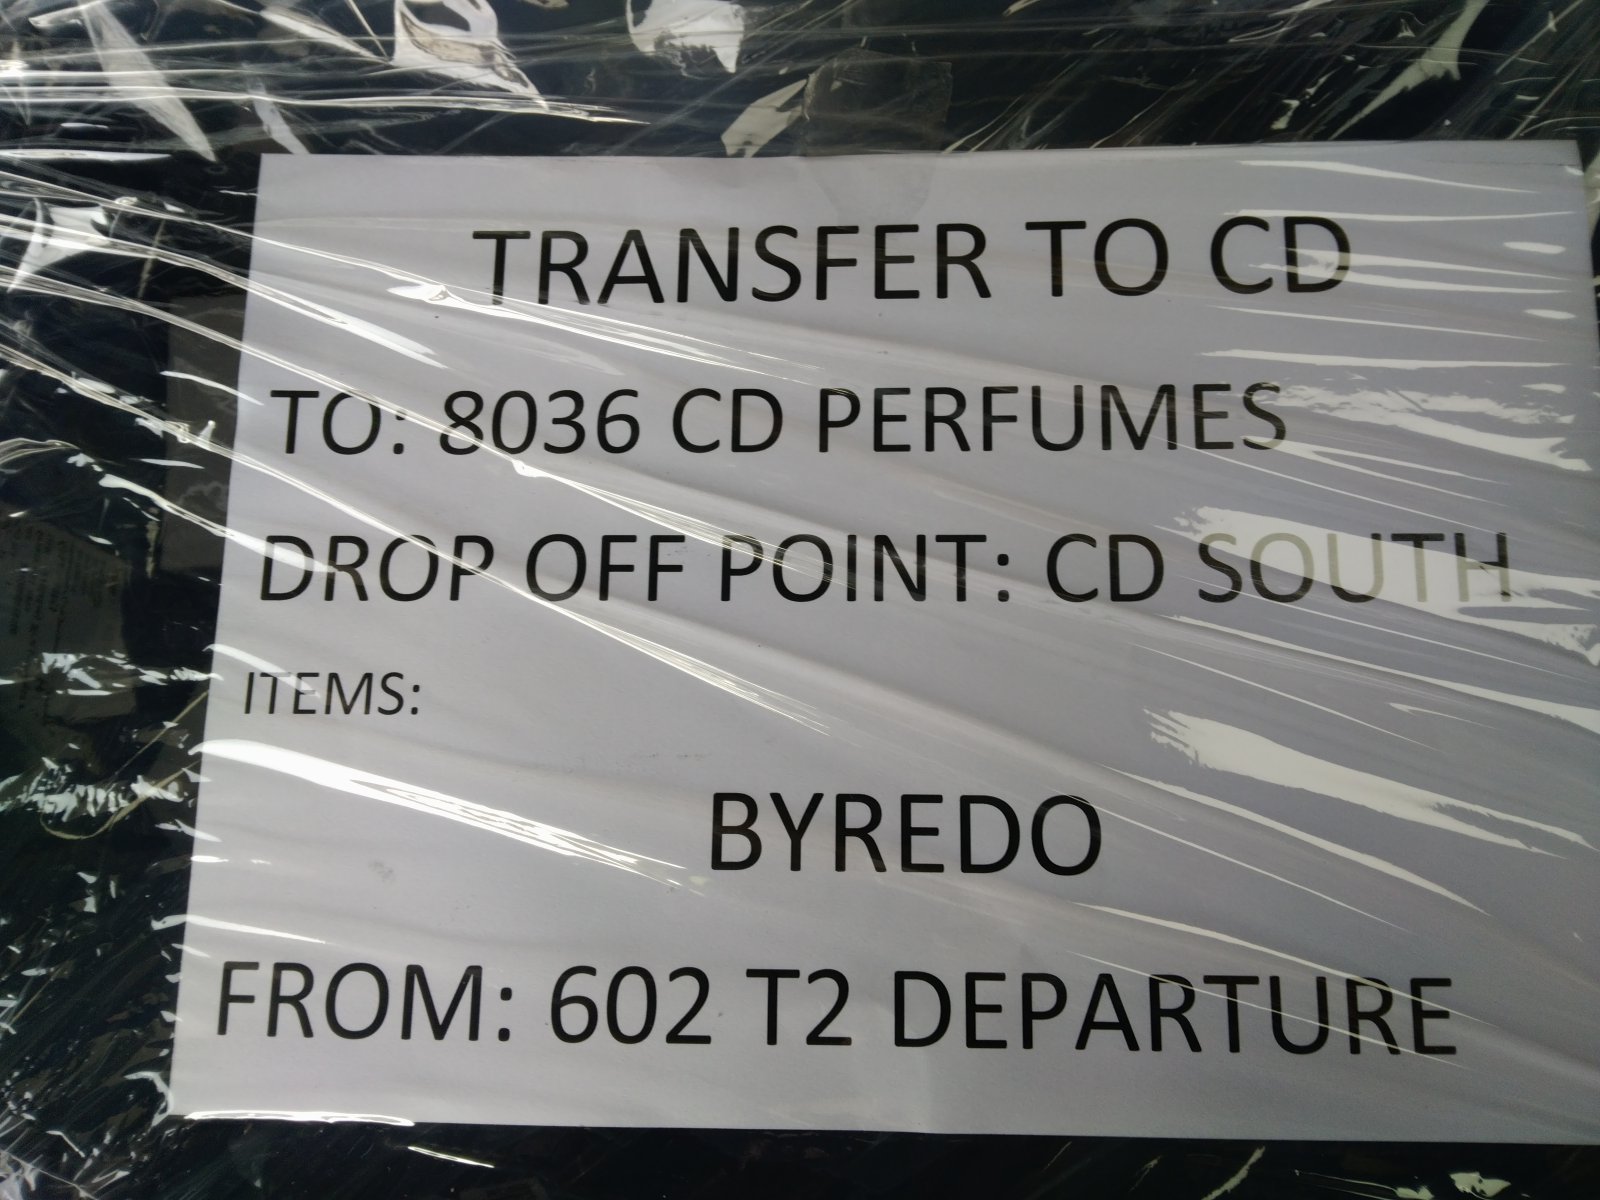 TRANSFER TO CD
TO: 8036 CD PERFUMES
DROP OFF POINT: CD SOUTH
ITEMS:
BYREDO
FROM: 602 T2 DEPARTURE